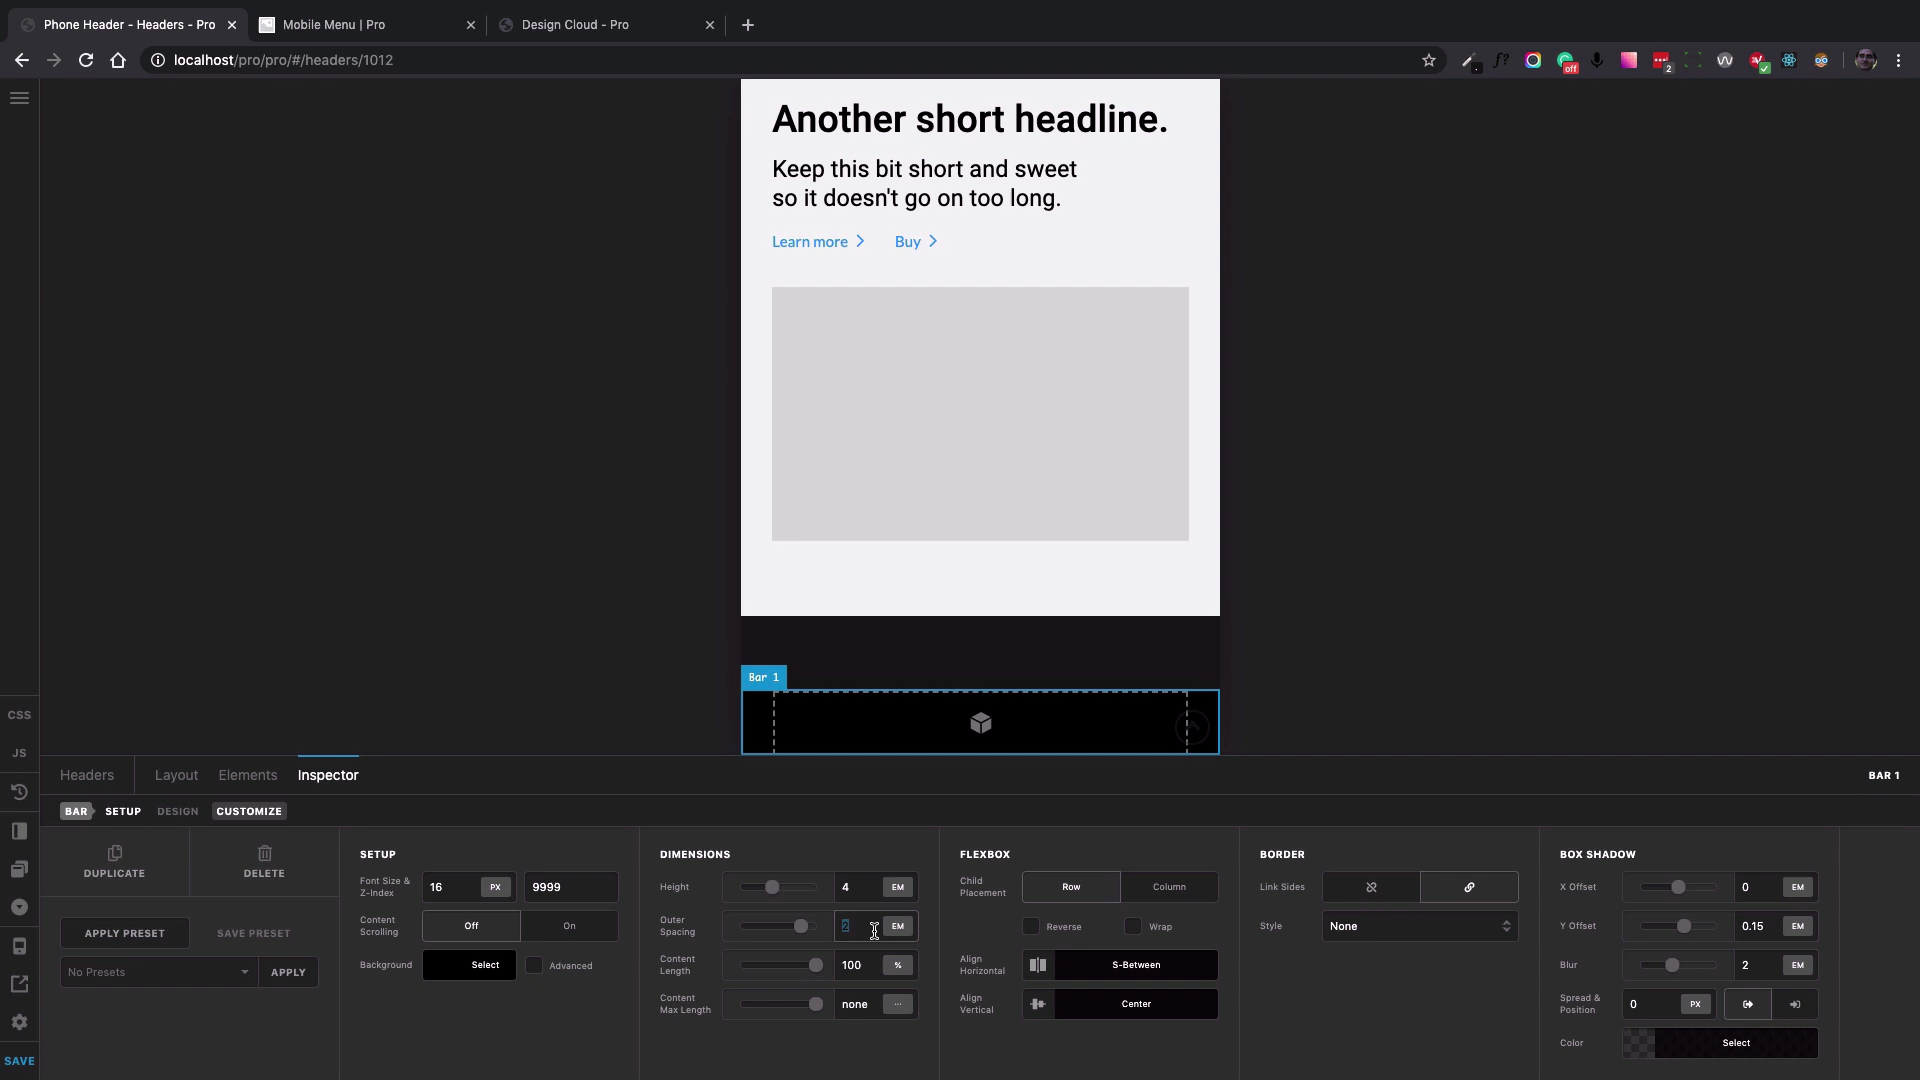 Phone Header - Headers - Pro
Mobile Menu | Pro
Design Cloud - Pro
localhost/pro/pro/#/headers/1012
f?
off
2
Another short headline.
Keep this bit short and sweet
so it doesn't go on too long.
Learn more
Buy
Bar 1
CSS
JS
SAVE
Headers
Layout
Elements
Inspector
BAR 1
BAR
SETUP
DESIGN
CUSTOMIZE
DUPLICATE
DELETE
APPLY PRESET
SAVE PRESET
No Presets
APPLY
SETUP
Font Size &
Z-Index
16
PX
9999
Content
Scrolling
Off
On
Background
Select
Advanced
DIMENSIONS
Height
4
EM
Outer
Spacing
2
EM
Content
Length
100
%
Content
Max Length
none
...
FLEXBOX
Child
Placement
Row
Column
Reverse
Wrap
Align
Horizontal
S-Between
Align
Vertical
Center
BORDER
Link Sides
Style
None
BOX SHADOW
X Offset
0
EM
Y Offset
0.15
EM
Blur
2
EM
Spread &
Position
0
PX
Color
Select